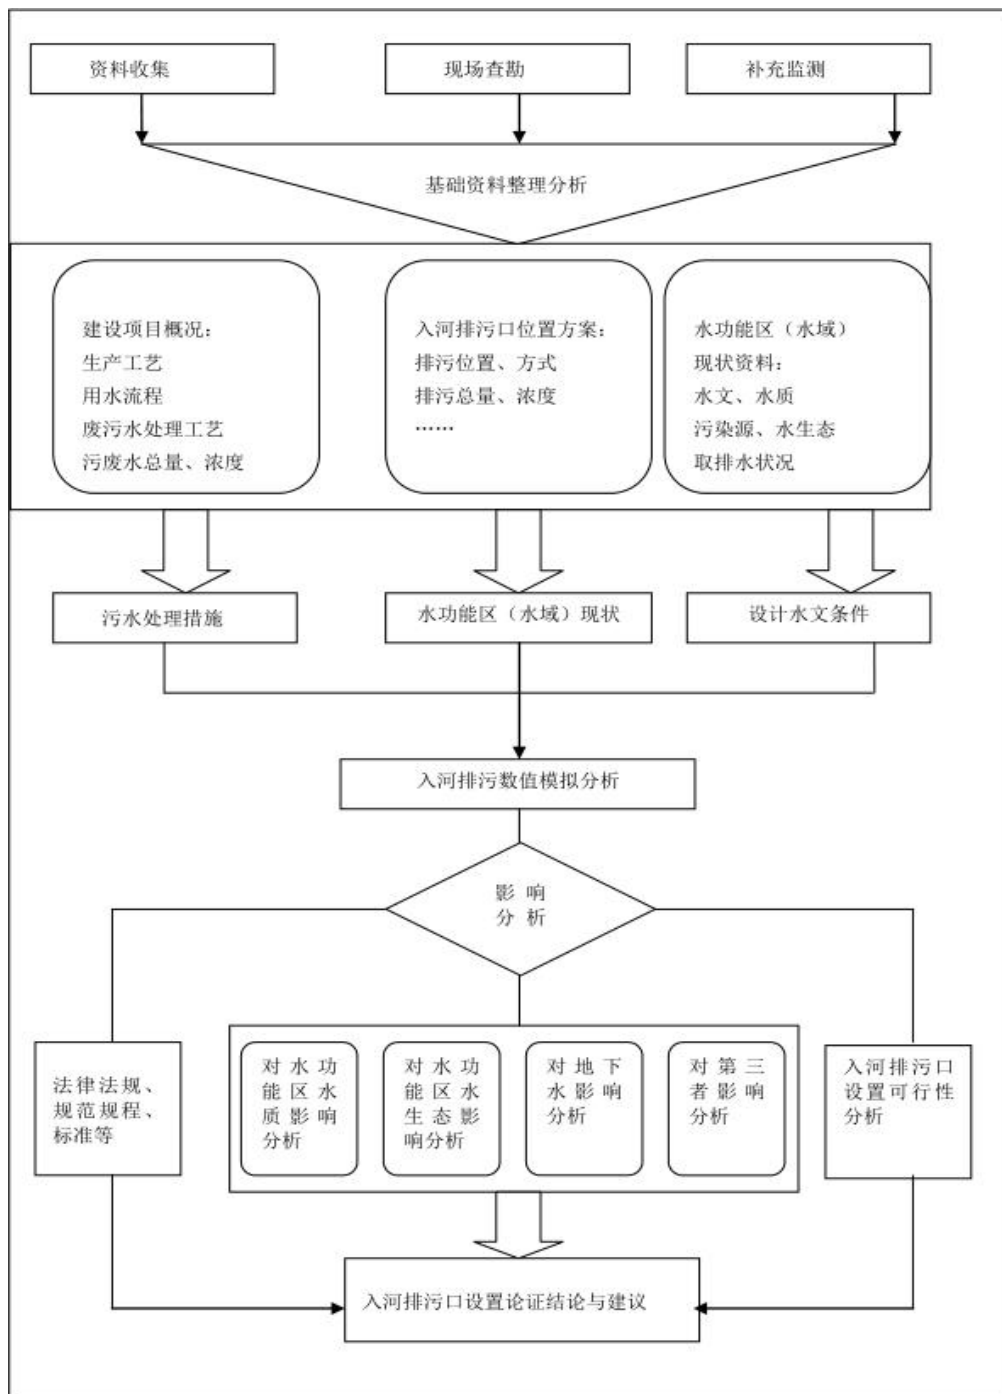 资料收集
现场查勘
补充监测
基础资料整理分析
建设项目概况：
生产工艺
用水流程
废污水处理工艺
污废水总量、浓度
入河排污口位置方案：
排污位置、方式
排污总量、浓度
……
水功能区（水域）
现状资料：
水文、水质
污染源、水生态
取排水状况
污水处理措施
水功能区（水域）现状
设计水文条件
入河排污数值模拟分析
影响
分析
法律法规、
规范规程、
标准等
对水功
能区水
质影响
分析
对水功
能区水
生态影
响分析
对地下
水影响
分析
对第三
者影响
分析
入河排污口
设置可行性
分析
入河排污口设置论证结论与建议